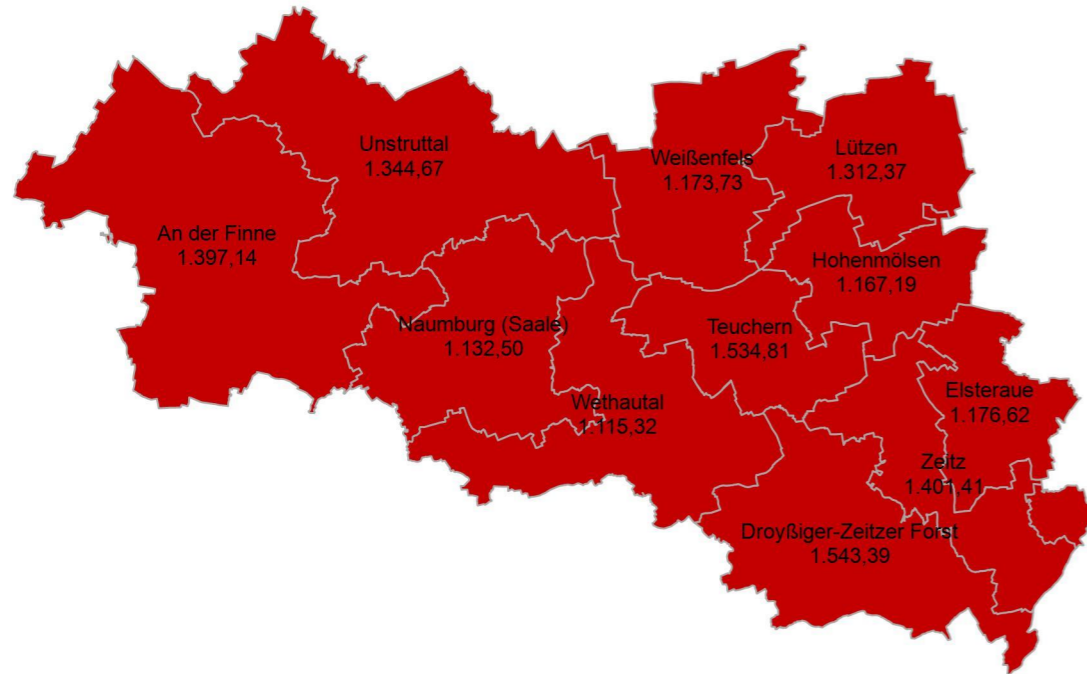 Unstruttal
1.344,67
Weißenfels
1.173,73
Lützen
1.312,37
An der Finne
1.397,14
Hohenmölsen
1.167,19
Naumburg (Saale)
1.132,50
Teuchern
1.534,81
Wethautal
1.115,32
Elsteraue
1.176,62
Zeitz
1.401,41
Droyßiger-Zeitzer Forst
1.543,39